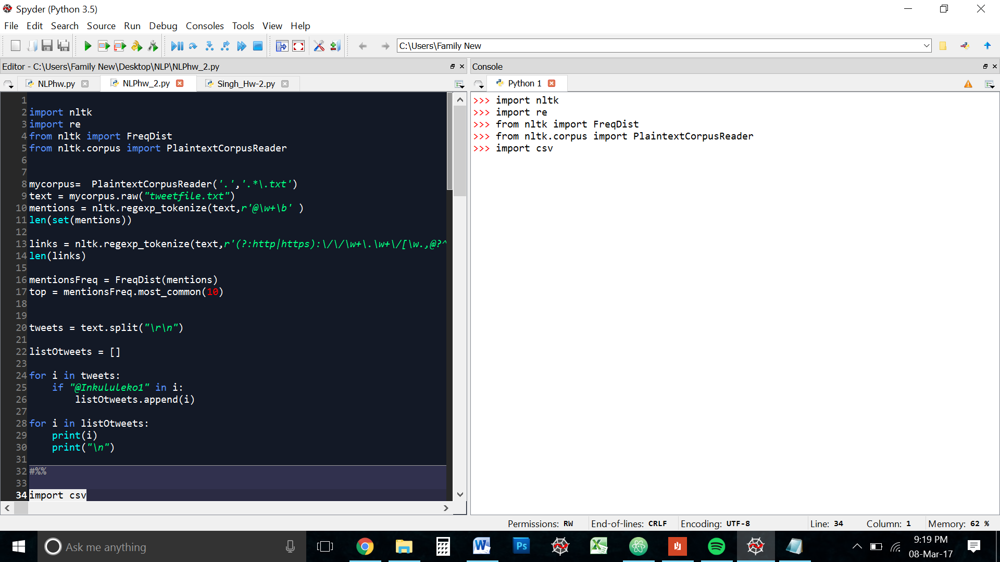 Spyder (Python 3.5)
File Edit Search Source Run Debug Consoles Tools View Help
C:\Users\Family New
Editor - C:\Users\Family New\Desktop\NLP\NLPhw_2.py
NLPhw.py NLPhw_2.py Singh_Hw-2.py
1
2 import nltk
3 import re
4 from nltk import FreqDist
5 from nltk.corpus import PlaintextCorpusReader
6
7
8 mycorpus=  PlaintextCorpusReader('.','.*\.txt')
9 text = mycorpus.raw("tweetfile.txt")
10 mentions = nltk.regexp_tokenize(text,r'@\w+\b' )
11 len(set(mentions))
12
13 links = nltk.regexp_tokenize(text,r'(?:http|https):\/\/\w+\.\w+\/[\w.,@?^
14 len(links)
15
16 mentionsFreq = FreqDist(mentions)
17 top = mentionsFreq.most_common(10)
18
19
20 tweets = text.split("\r\n")
21
22 listOtweets = []
23
24 for i in tweets:
25     if "@Inkululeko1" in i:
26         listOtweets.append(i)
27
28 for i in listOtweets:
29     print(i)
30     print("\n")
31
32 #%%
33
34 import csv
Console
Python 1
>>> import nltk
>>> import re
>>> from nltk import FreqDist
>>> from nltk.corpus import PlaintextCorpusReader
>>> import csv
Permissions: RW End-of-lines: CRLF Encoding: UTF-8 Line: 34 Column: 1 Memory: 62 %
Ask me anything
W
Ps
9:19 PM
08-Mar-17